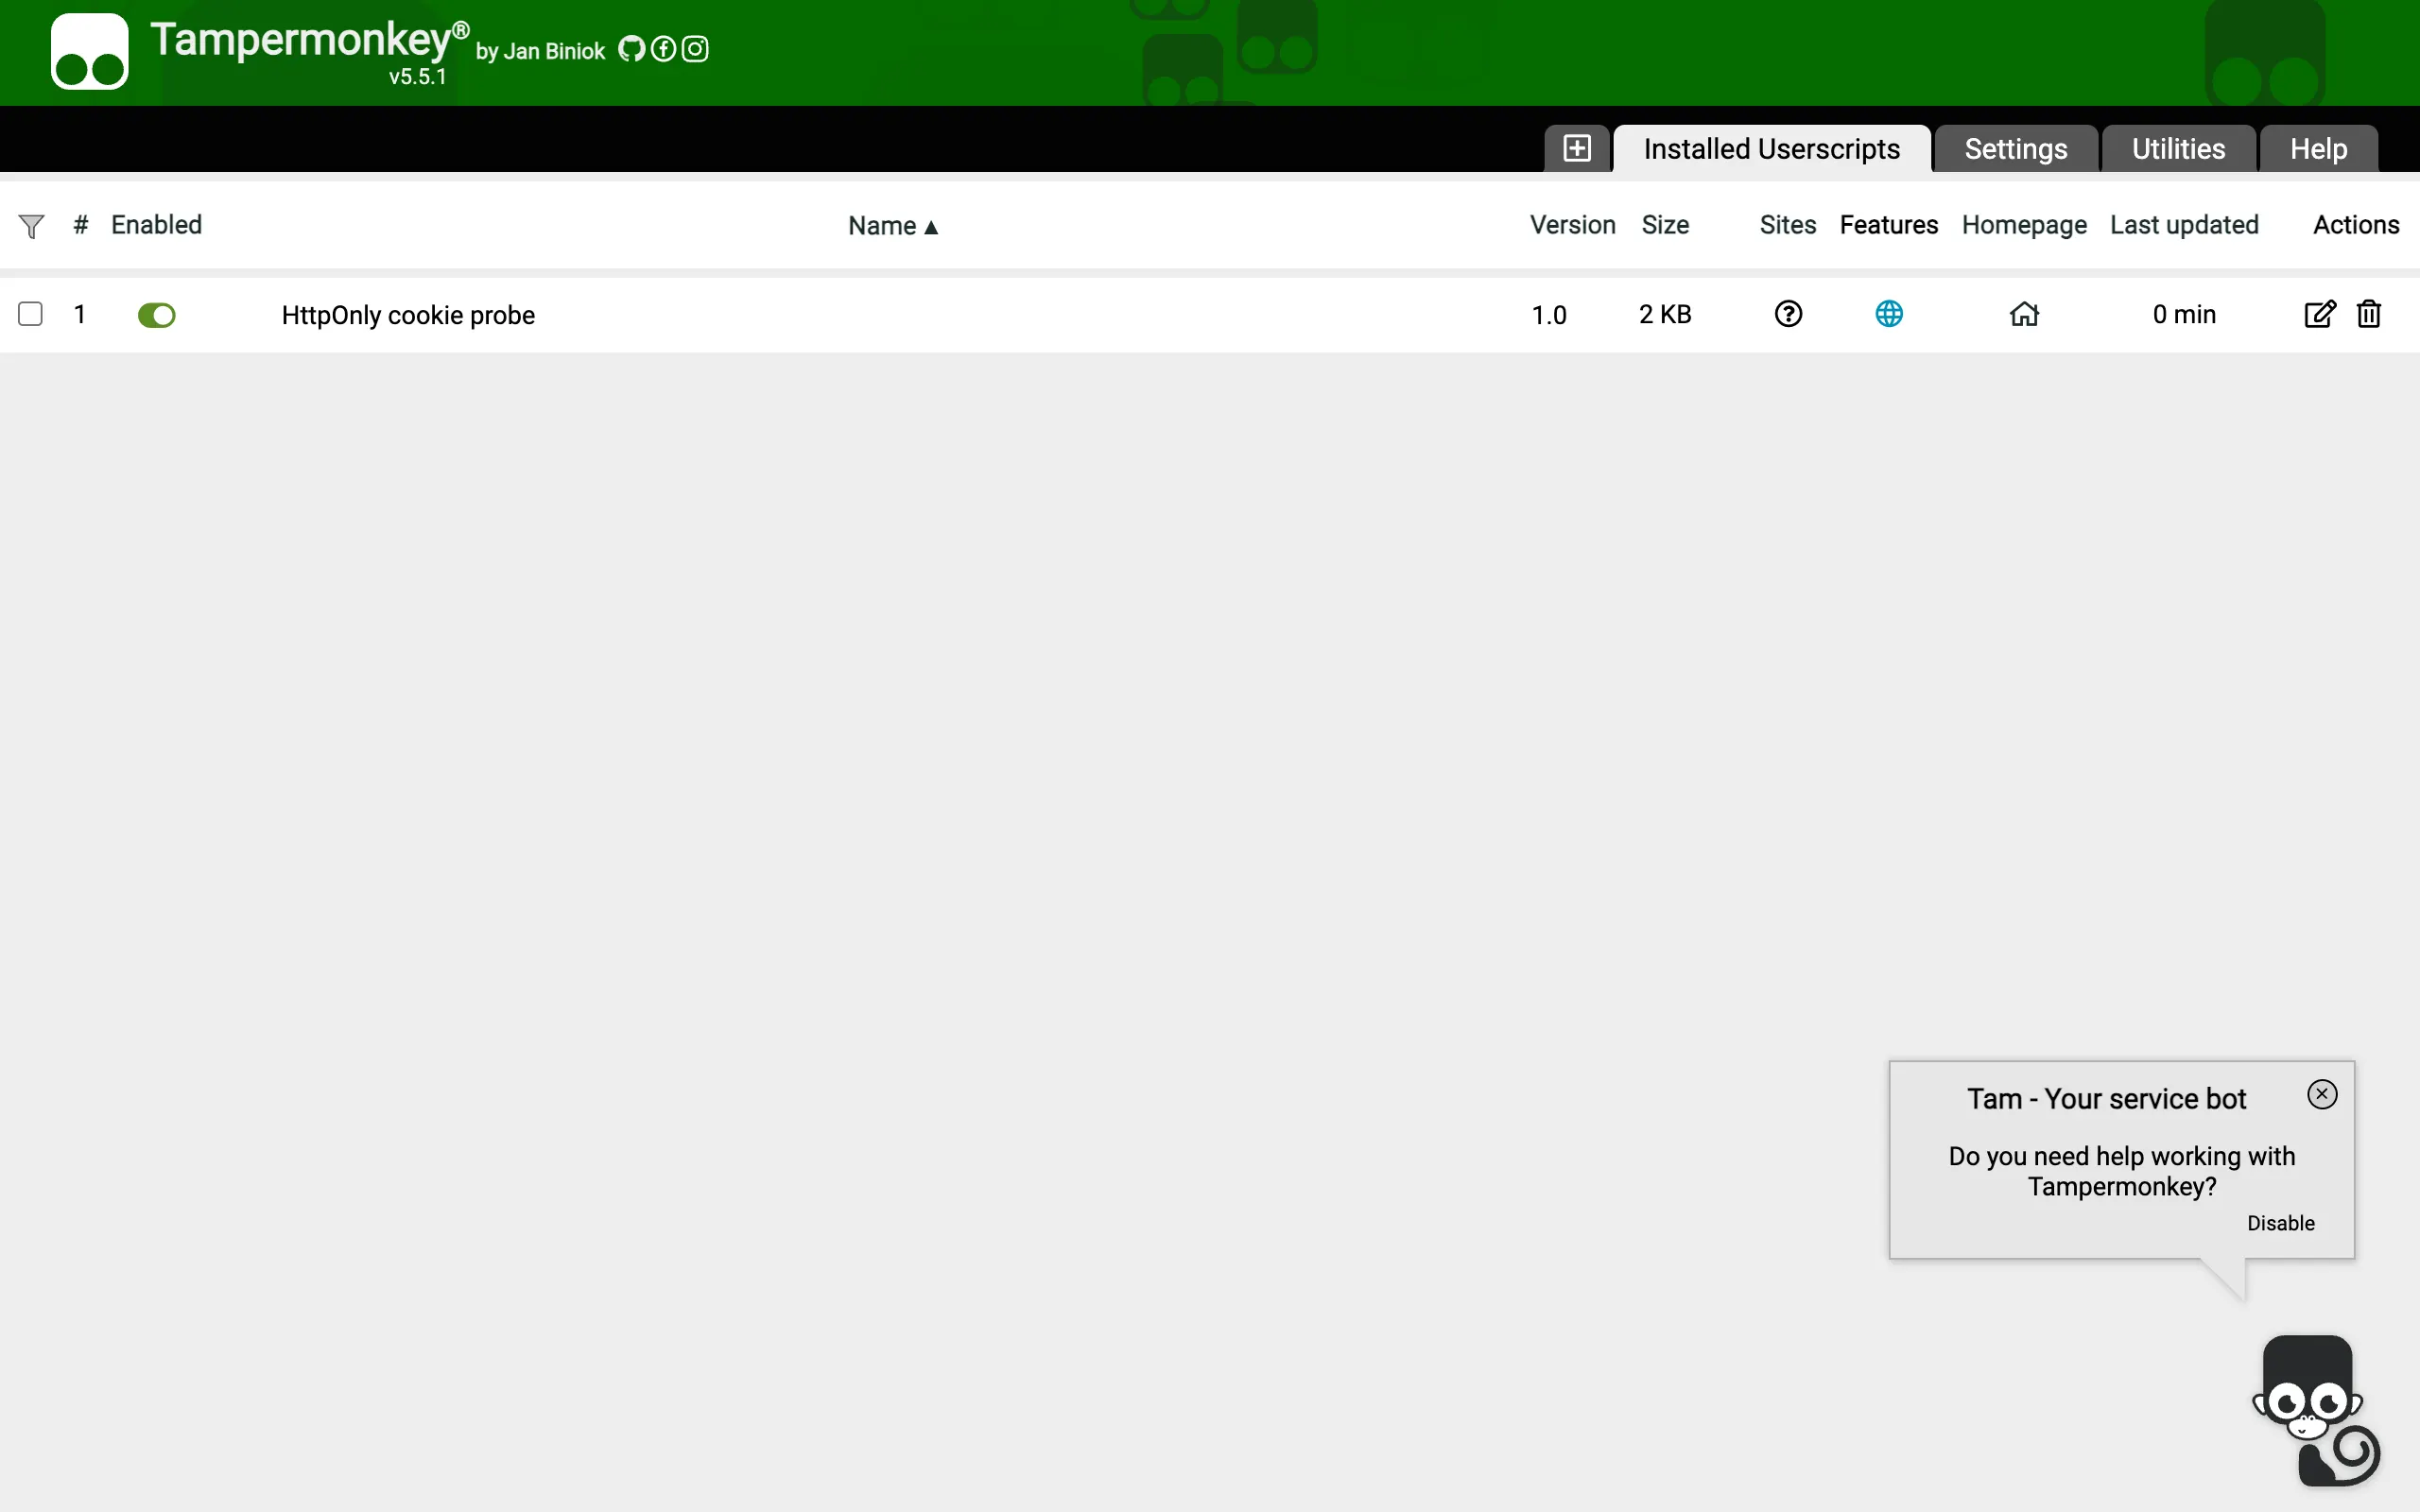 Tampermonkey® by Jan Biniok
v5.5.1
Installed Userscripts Settings Utilities Help
# Enabled Name ▲ Version Size Sites Features Homepage Last updated Actions
1 HttpOnly cookie probe 1.0 2 KB 0 min
Tam - Your service bot
Do you need help working with
Tampermonkey?
Disable